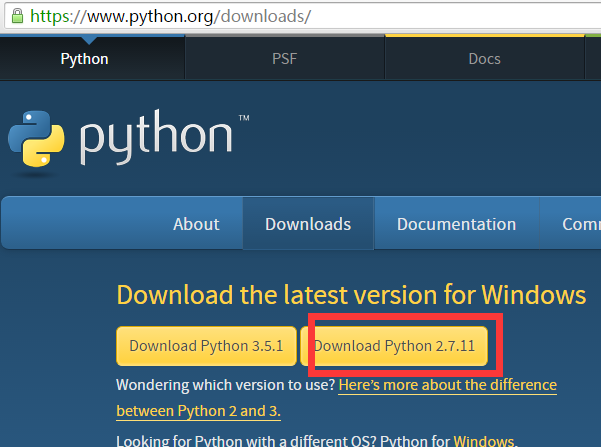 https://www.python.org/downloads/
Python PSF Docs
python™
About Downloads Documentation Comm
Download the latest version for Windows
Download Python 3.5.1 Download Python 2.7.11
Wondering which version to use? Here's more about the difference
between Python 2 and 3.
Looking for Python with a different OS? Python for Windows,